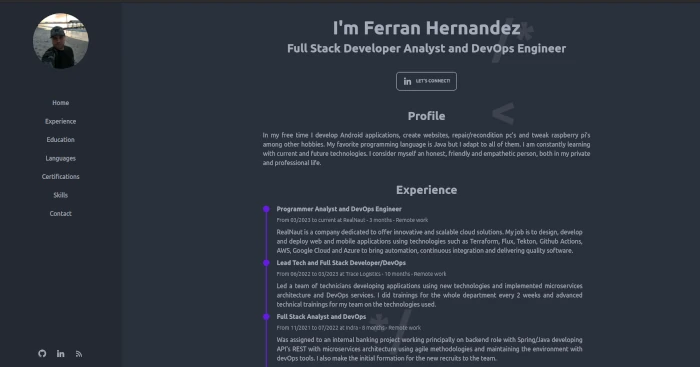 I'm Ferran Hernandez
Full Stack Developer Analyst and DevOps Engineer
LET'S CONNECT!
Home
Experience
Education
Languages
Certifications
Skills
Contact
Profile
In my free time I develop Android applications, create websites, repair/recondition pc's and tweak raspberry pi's
among other hobbies. My favorite programming language is Java but I adapt to all of them. I am constantly learning
with current and future technologies. I consider myself an honest, friendly and empathetic person, both in my private
and professional life.
Experience
Programmer Analyst and DevOps Engineer
From 03/2023 to current at RealNaut - 3 months - Remote work
RealNaut is a company dedicated to offer innovative and scalable cloud solutions. My job is to design, develop
and deploy web and mobile applications using technologies such as Terraform, Flux, Tekton, Github Actions,
AWS, Google Cloud and Azure to bring automation, continuous integration and delivering quality software.
Lead Tech and Full Stack Developer/DevOps
From 06/2022 to 03/2023 at Trace Logistics - 10 months - Remote work
Led a team of technicians developing applications using new technologies and implemented microservices
architecture and DevOps services. I did trainings for the whole department every 2 weeks and advanced
technical trainings for my team on the technologies used.
Full Stack Analyst and DevOps
From 11/2021 to 07/2022 at Indra - 8 months - Remote work
Was assigned to an internal banking project working principally on backend role with Spring/Java developing
API's REST with microservices architecture using agile methodologies and maintaining the environment with
devOps tools. I also make the initial formation for the new recruits to the team.